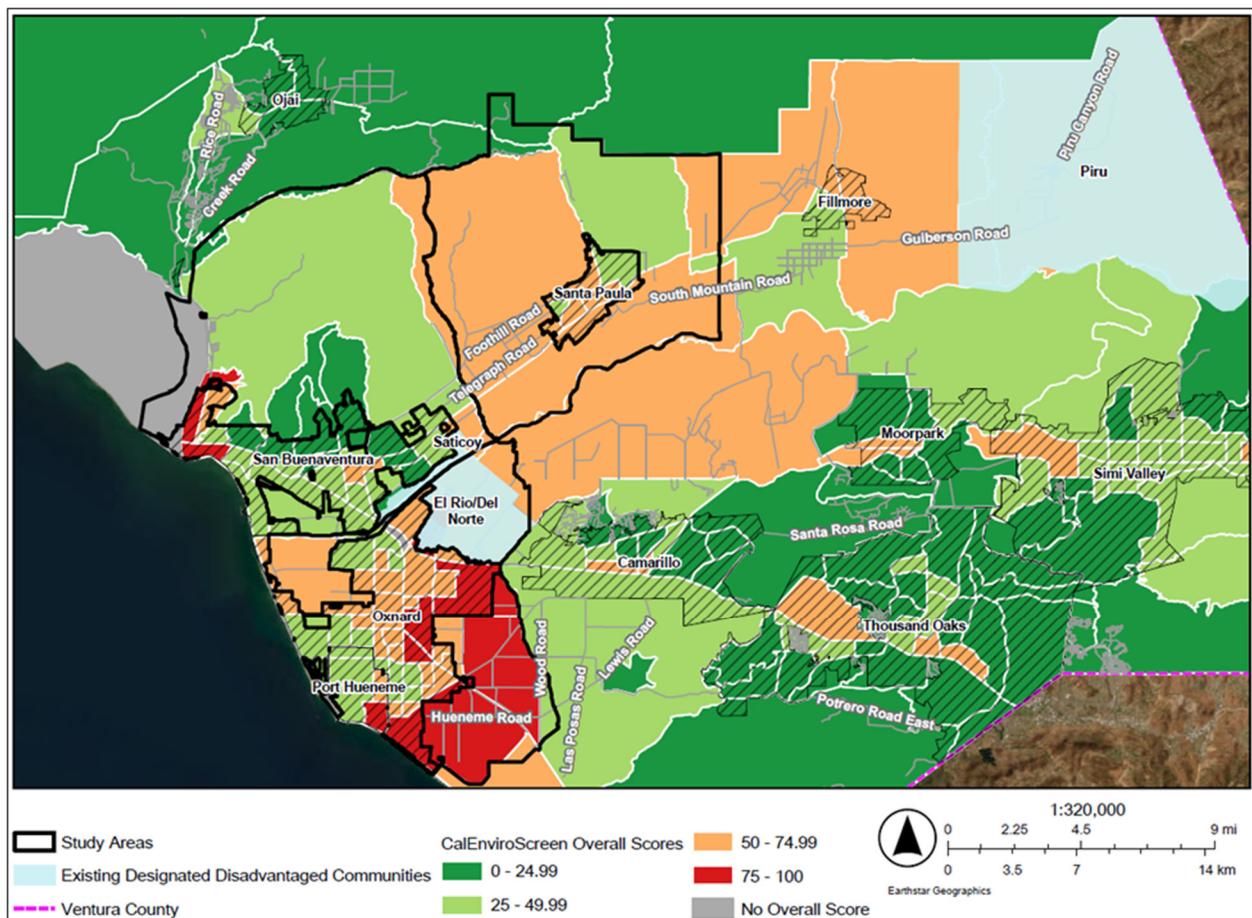 Ojai
Rice Road
Creek Road
Piru Canyon Road
Piru
Fillmore
Gulberson Road
Santa Paula
South Mountain Road
Foothill Road
Telegraph Road
Saticoy
San Buenaventura
Moorpark
Simi Valley
El Rio/Del
Norte
Santa Rosa Road
Camarillo
Oxnard
Thousand Oaks
Wood Road
Lewis Road
Port Hueneme
Hueneme Road
Las Posas Road
Potrero Road East
Study Areas
Existing Designated Disadvantaged Communities
Ventura County
CalEnviroScreen Overall Scores
0 - 24.99
25 - 49.99
50 - 74.99
75 - 100
No Overall Score
1:320,000
0 2.25 4.5 9 mi
0 3.5 7 14 km
Earthstar Geographics